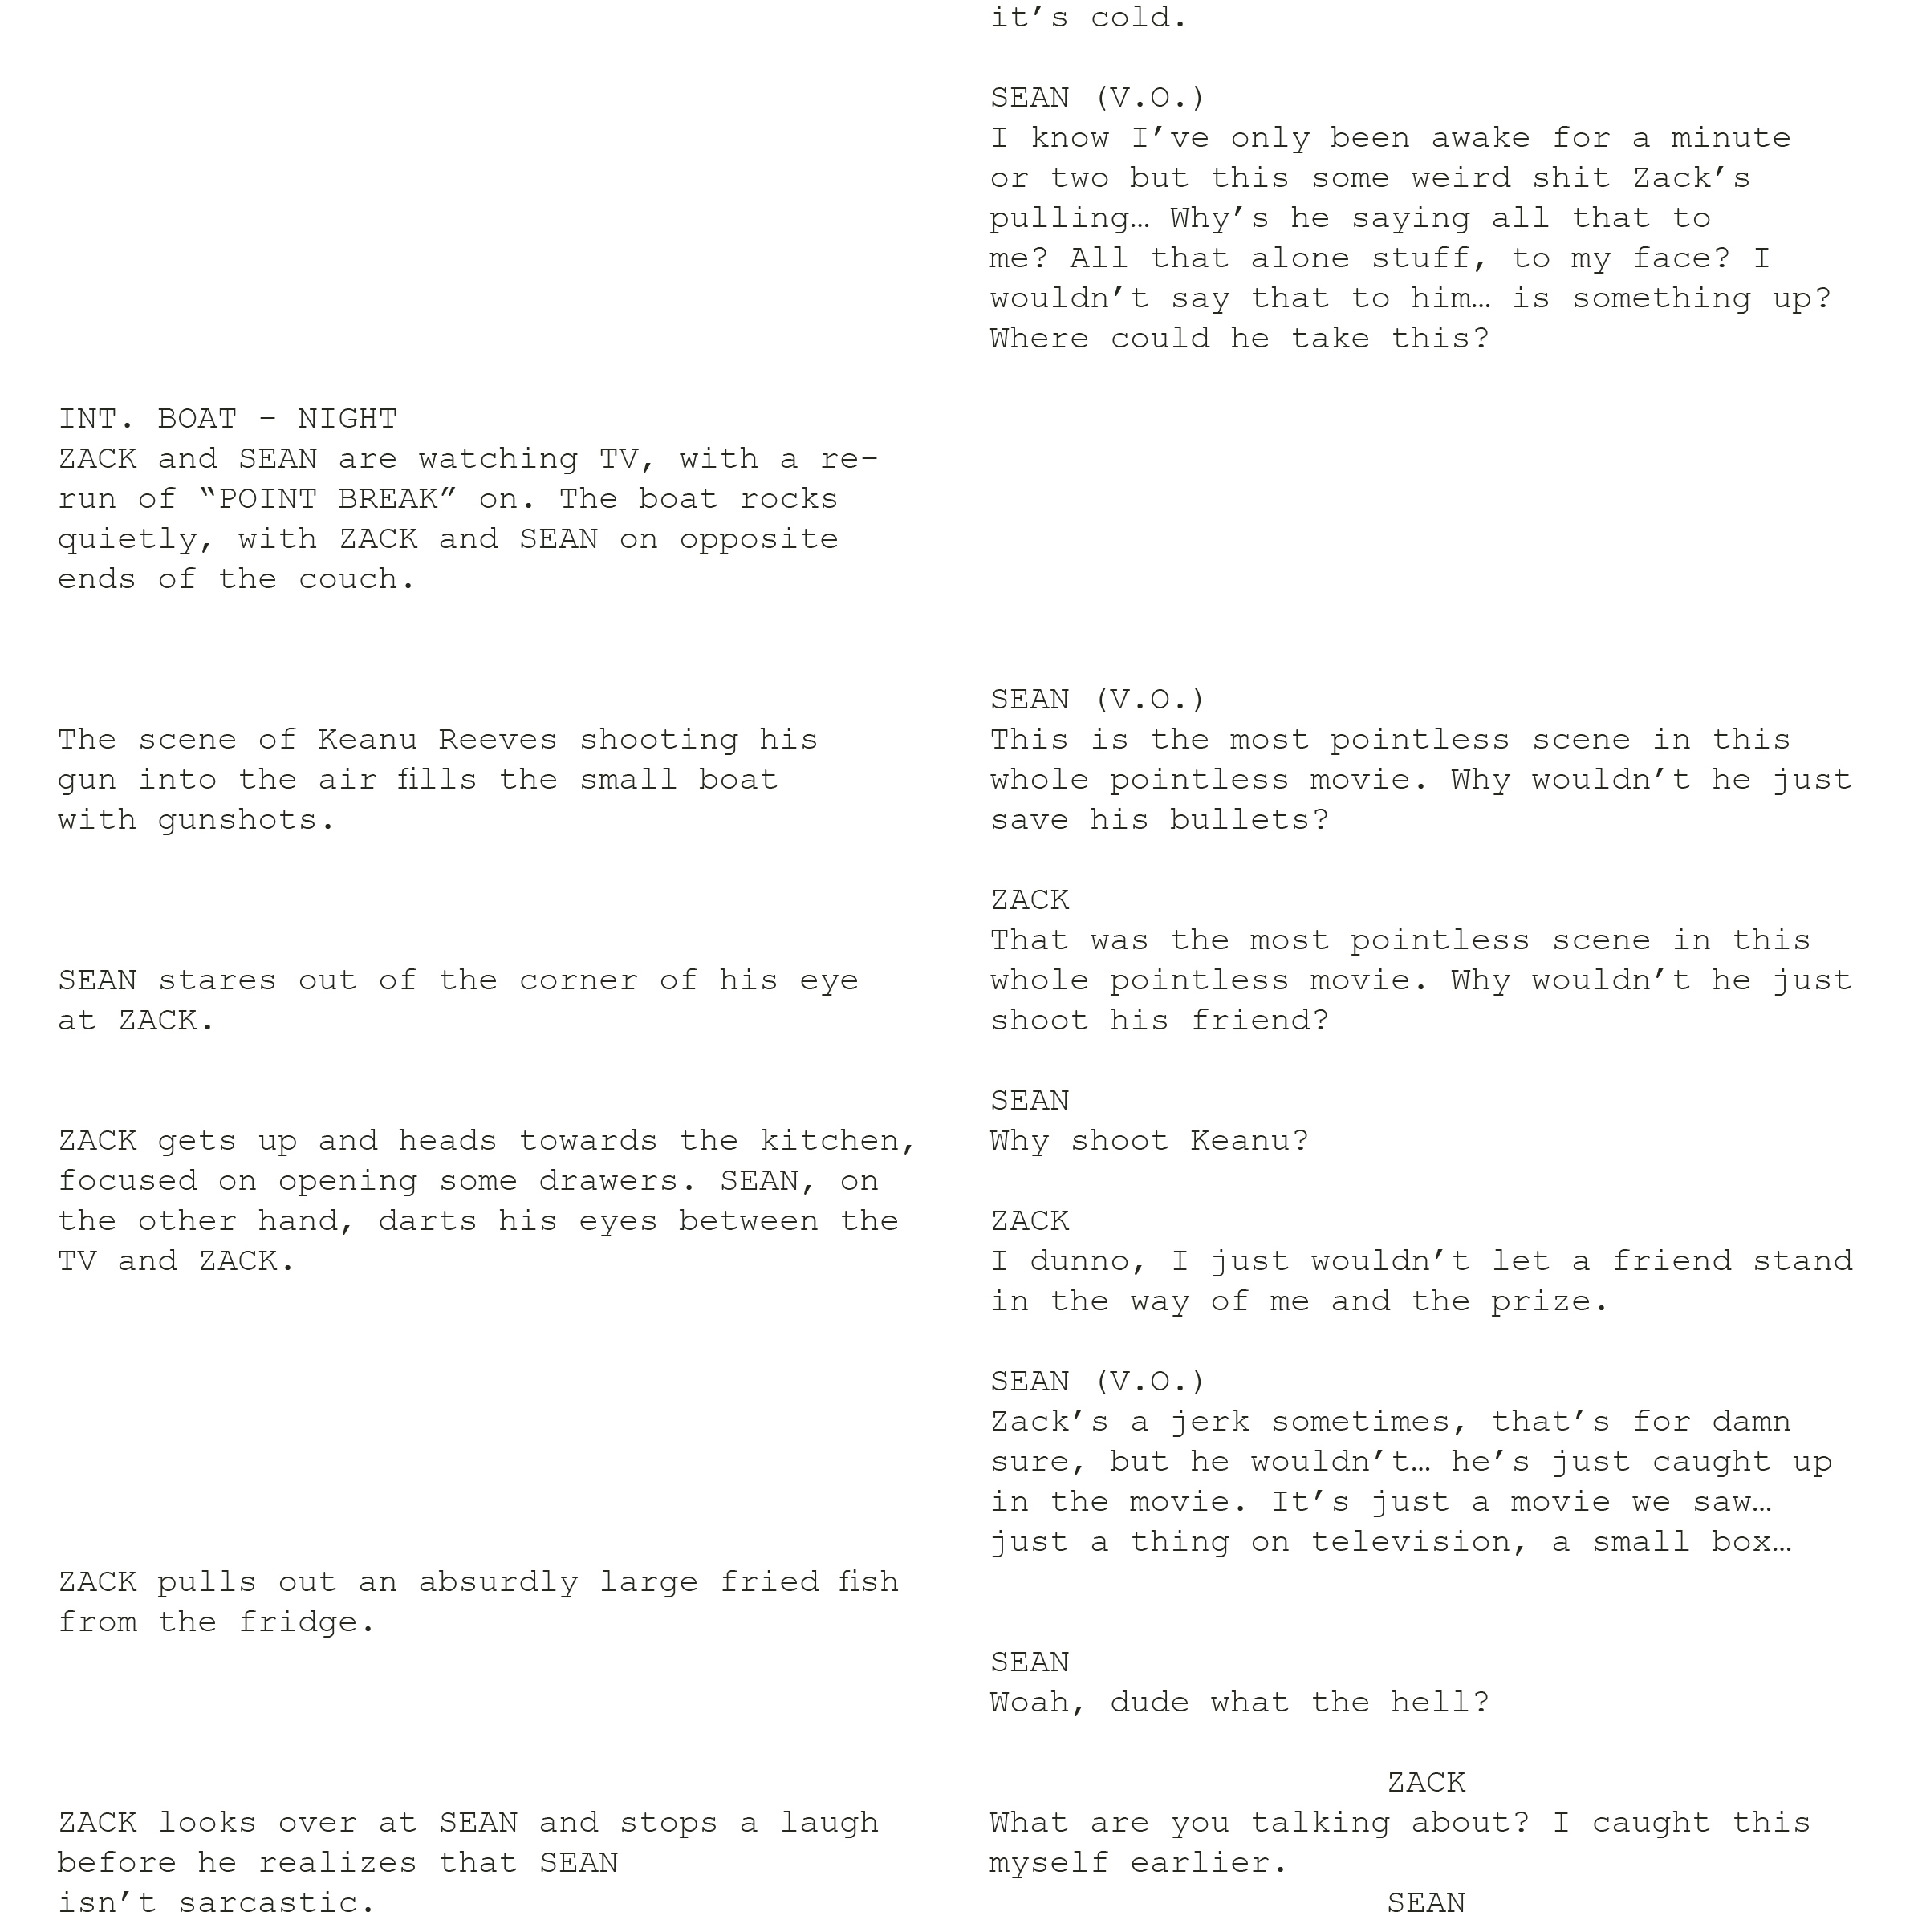 it’s cold.
SEAN (V.O.)
I know I’ve only been awake for a minute
or two but this some weird shit Zack’s
pulling… Why’s he saying all that to
me? All that alone stuff, to my face? I
wouldn’t say that to him… is something up?
Where could he take this?
INT. BOAT – NIGHT
ZACK and SEAN are watching TV, with a re-
run of “POINT BREAK” on. The boat rocks
quietly, with ZACK and SEAN on opposite
ends of the couch.
The scene of Keanu Reeves shooting his
gun into the air fills the small boat
with gunshots.
SEAN stares out of the corner of his eye
at ZACK.
ZACK gets up and heads towards the kitchen,
focused on opening some drawers. SEAN, on
the other hand, darts his eyes between the
TV and ZACK.
ZACK pulls out an absurdly large fried fish
from the fridge.
ZACK looks over at SEAN and stops a laugh
before he realizes that SEAN
isn’t sarcastic.
SEAN (V.O.)
This is the most pointless scene in this
whole pointless movie. Why wouldn’t he just
save his bullets?
ZACK
That was the most pointless scene in this
whole pointless movie. Why wouldn’t he just
shoot his friend?
SEAN
Why shoot Keanu?
ZACK
I dunno, I just wouldn’t let a friend stand
in the way of me and the prize.
SEAN (V.O.)
Zack’s a jerk sometimes, that’s for damn
sure, but he wouldn’t… he’s just caught up
in the movie. It’s just a movie we saw…
just a thing on television, a small box…
SEAN
Woah, dude what the hell?
ZACK
What are you talking about? I caught this
myself earlier.
SEAN